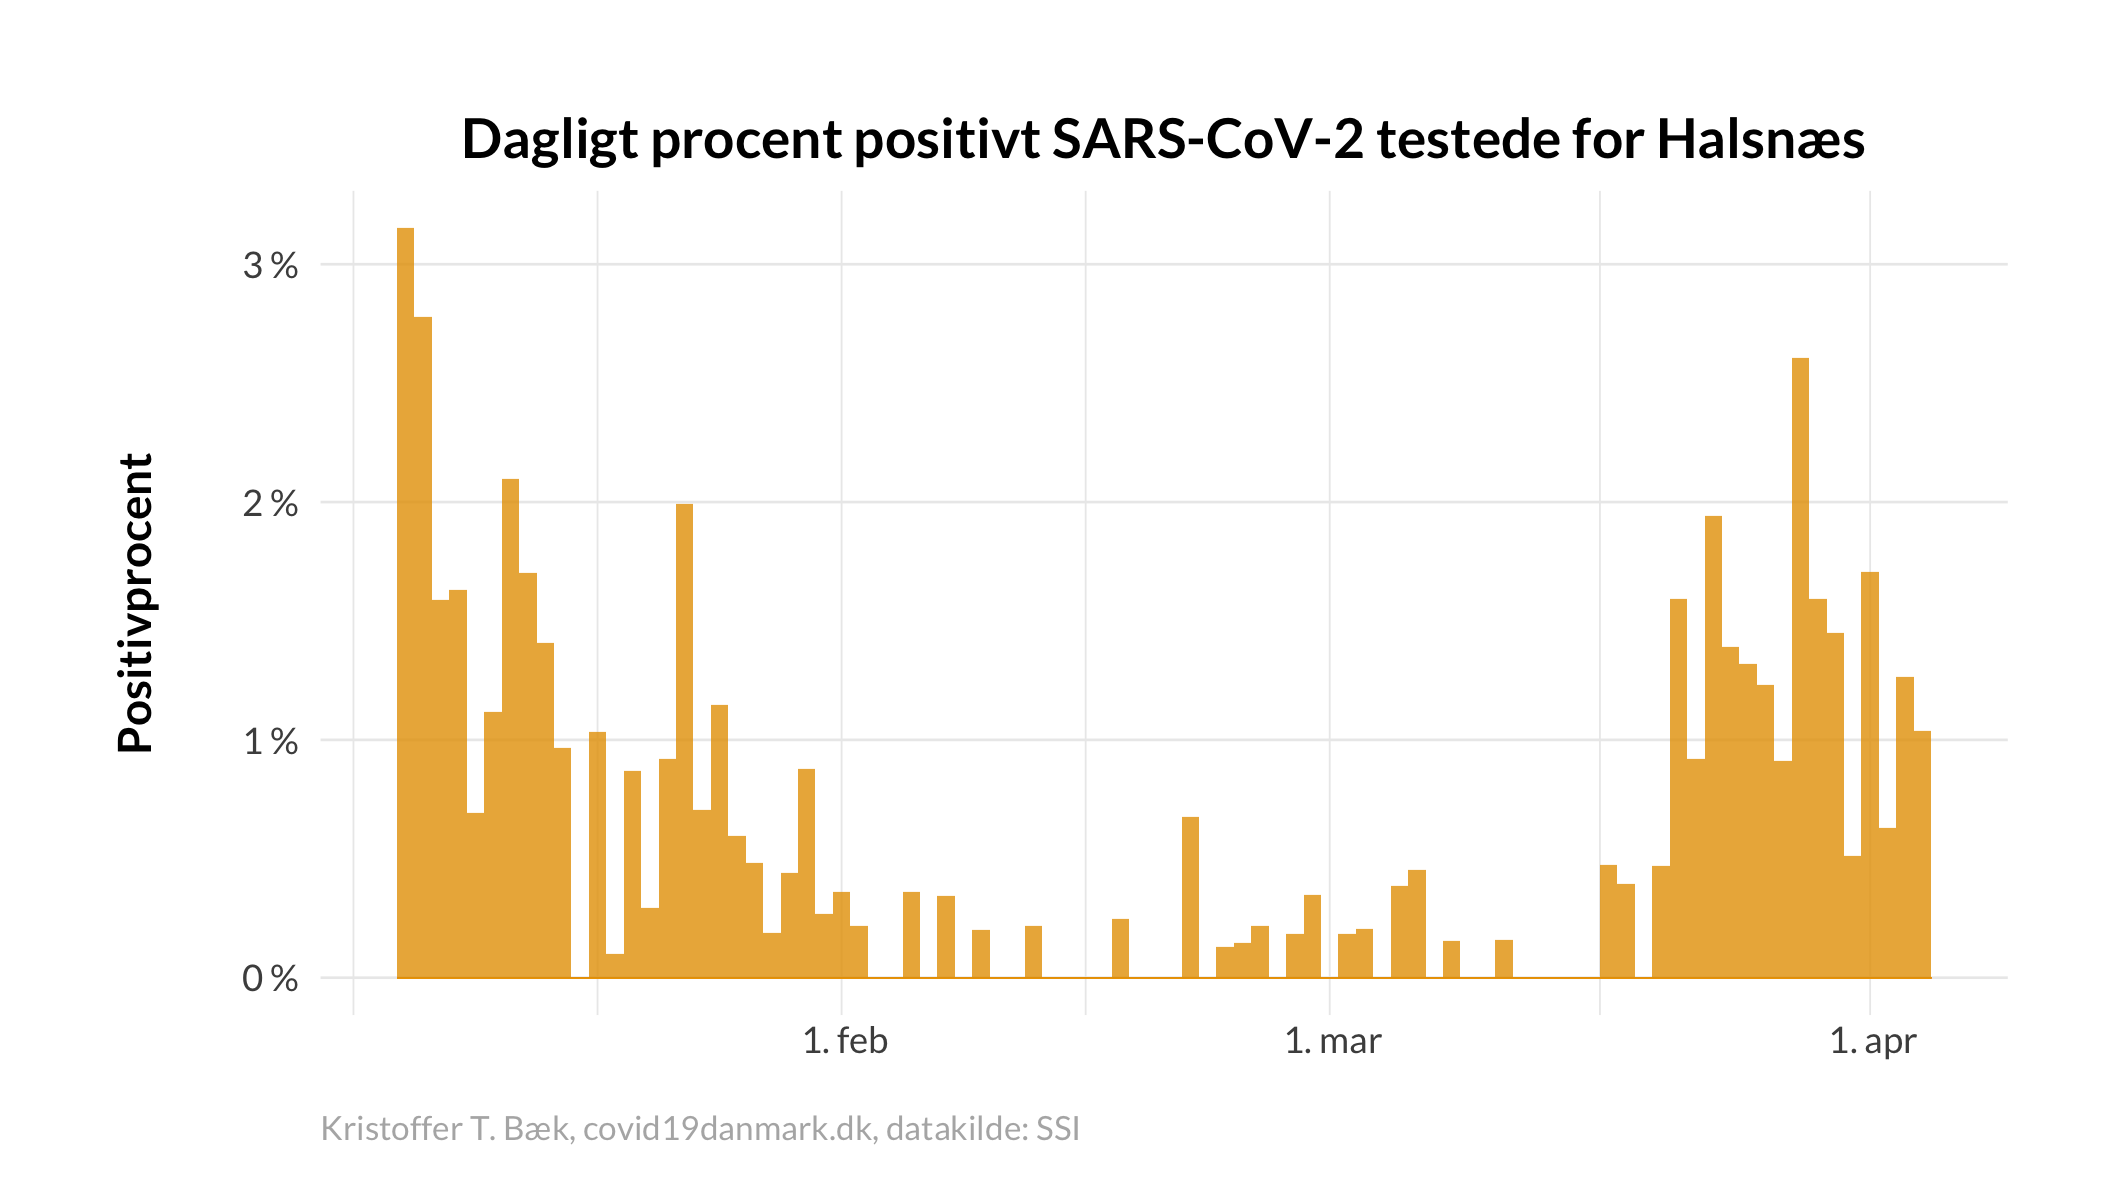 Dagligt procent positivt SARS-CoV-2 testede for Halsnæs
Positivprocent
3 %
2 %
1 %
0 %
1. feb
1. mar
1. apr
Kristoffer T. Bæk, covid19danmark.dk, datakilde: SSI